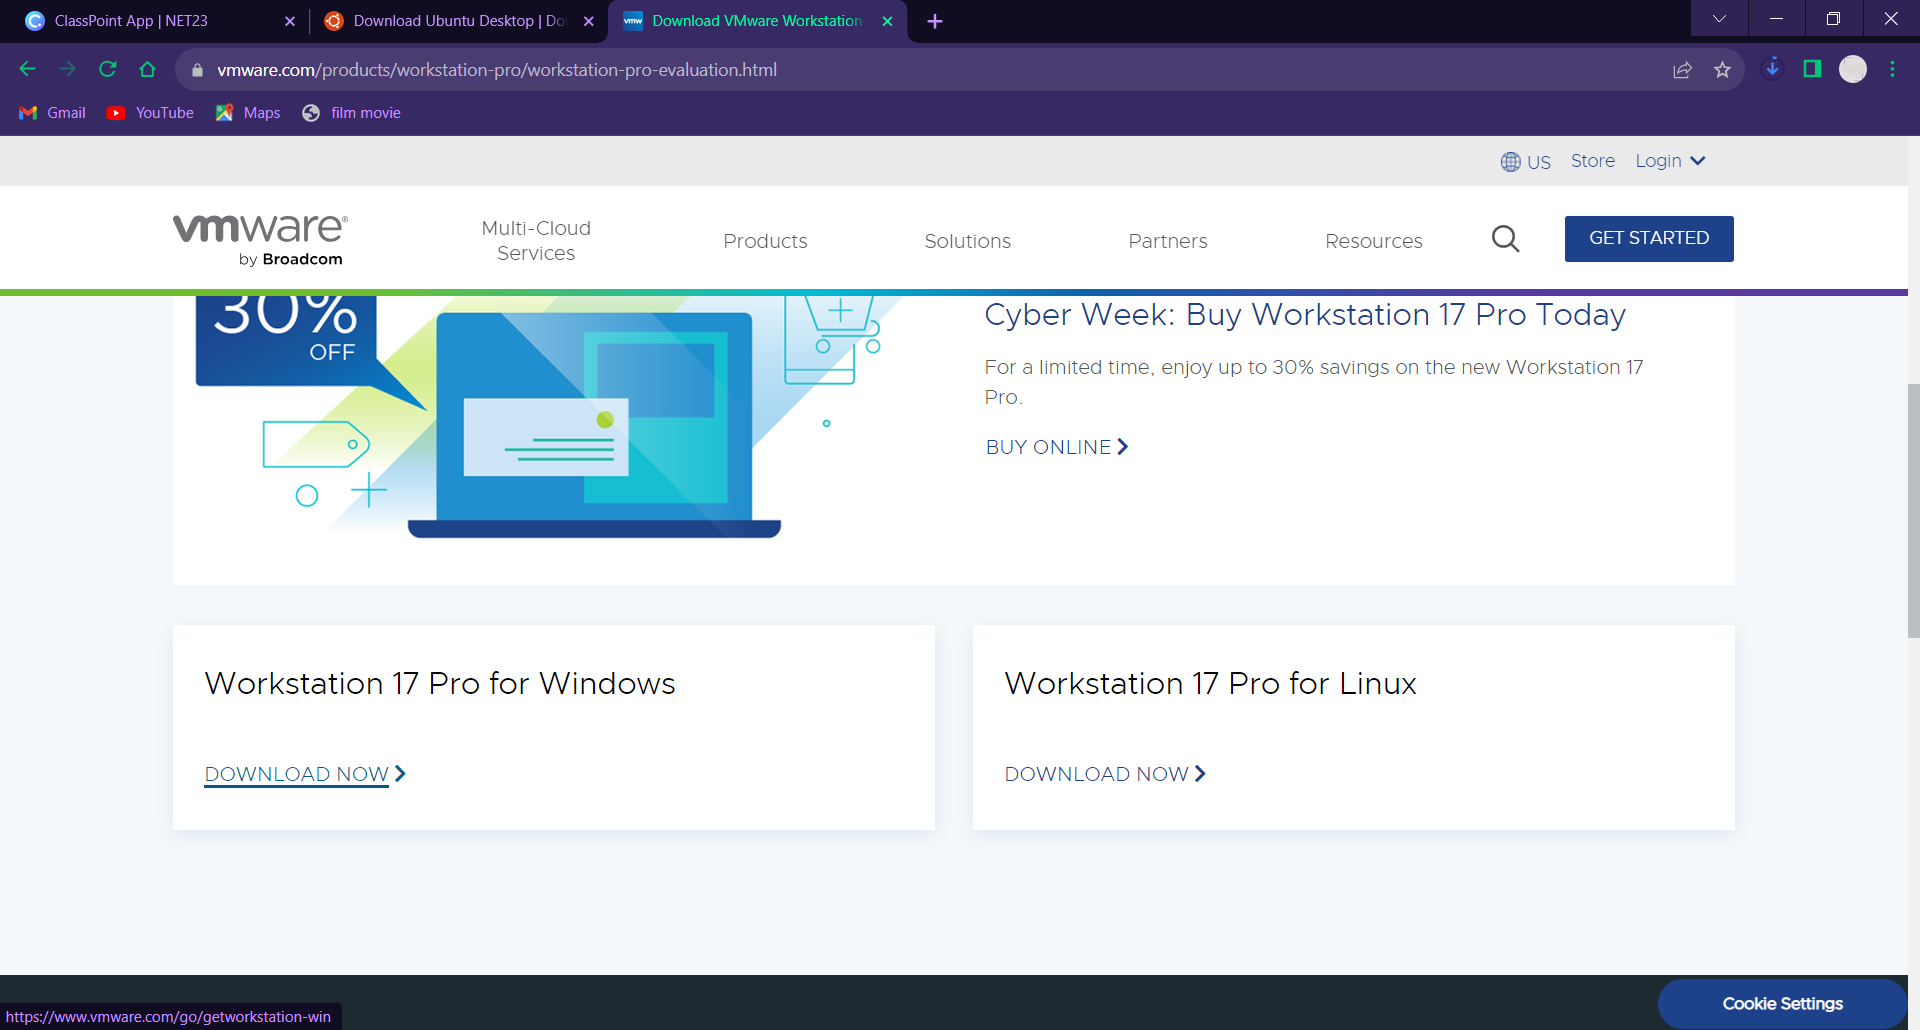 ClassPoint App | NET23
Download Ubuntu Desktop | Do
Download VMware Workstation
vmware.com/products/workstation-pro/workstation-pro-evaluation.html
Gmail
YouTube
Maps
film movie
US
Store
Login
vmware®
by Broadcom
Multi-Cloud
Services
Products
Solutions
Partners
Resources
GET STARTED
30%
OFF
Cyber Week: Buy Workstation 17 Pro Today
For a limited time, enjoy up to 30% savings on the new Workstation 17
Pro.
BUY ONLINE
Workstation 17 Pro for Windows
DOWNLOAD NOW
Workstation 17 Pro for Linux
DOWNLOAD NOW
Cookie Settings
https://www.vmware.com/go/getworkstation-win